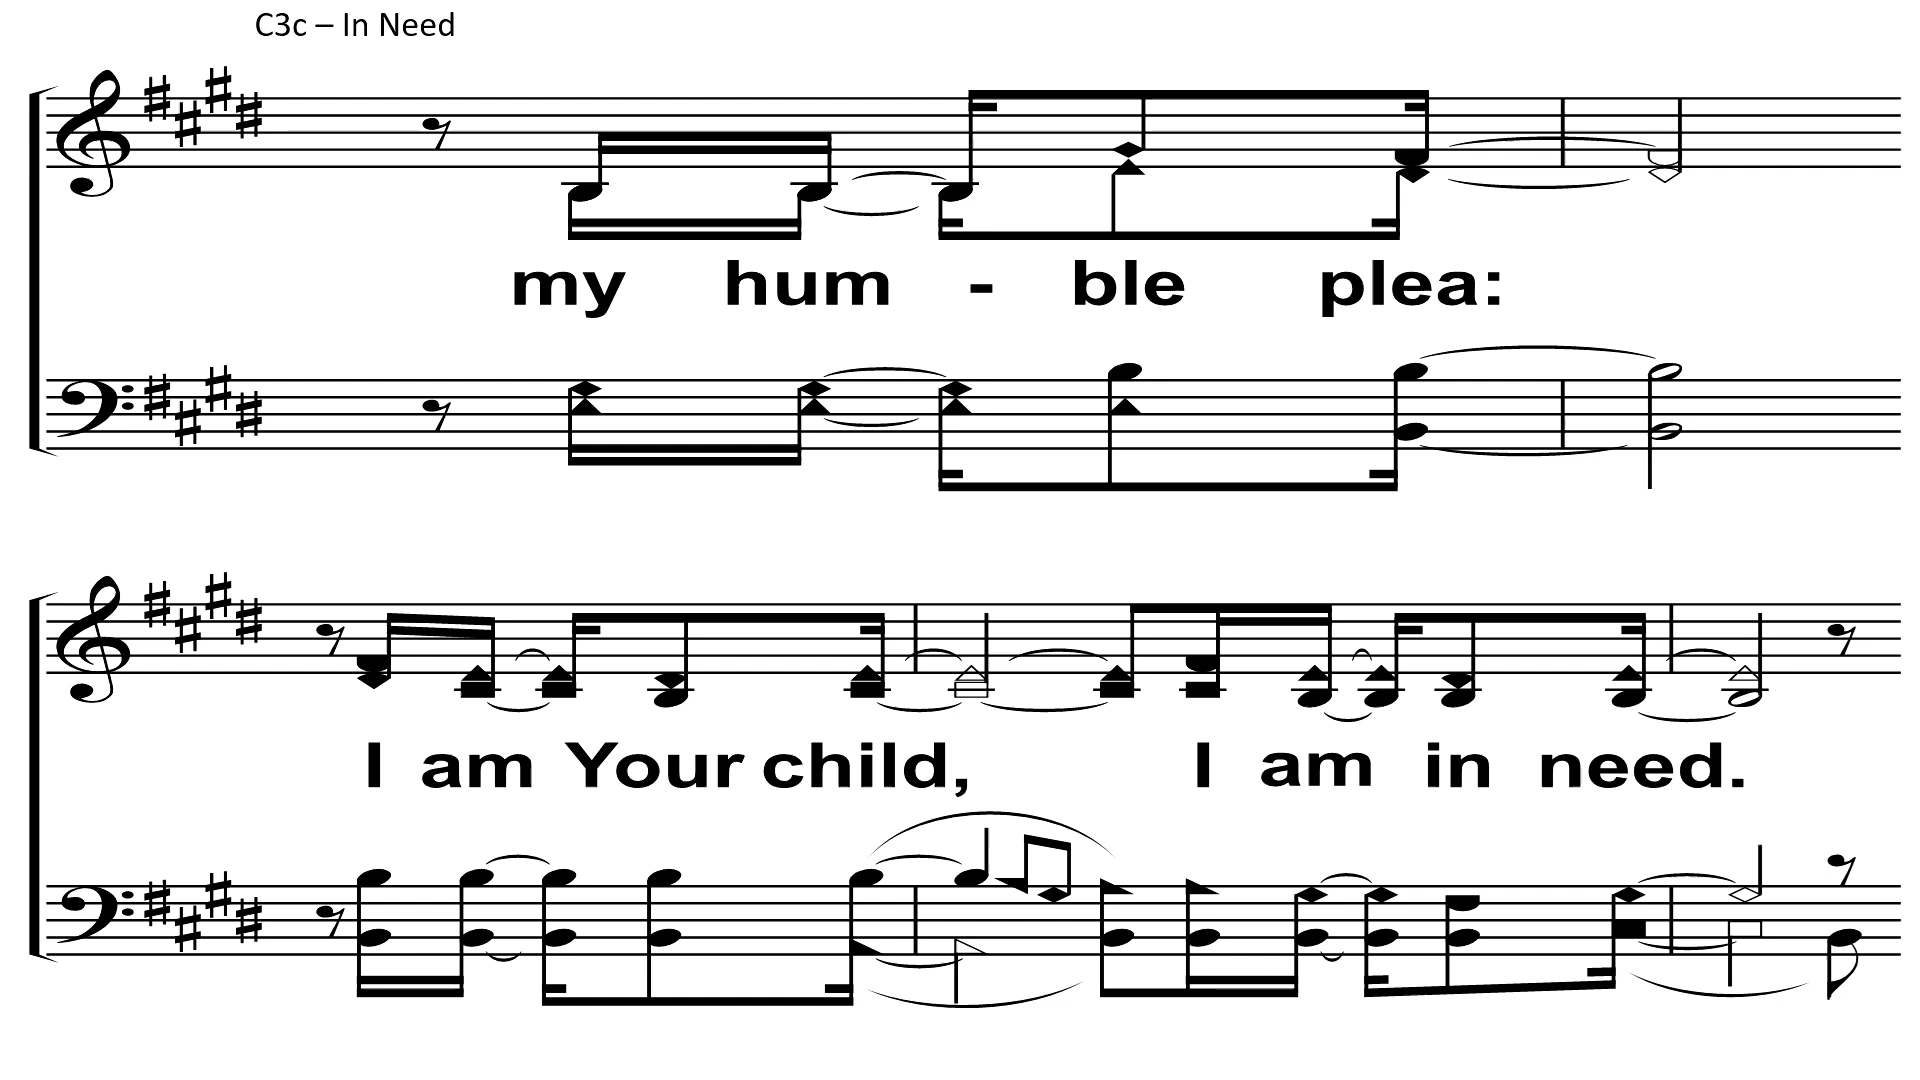 C3c – In Need
my hum - ble plea:
I am Your child, I am in need.